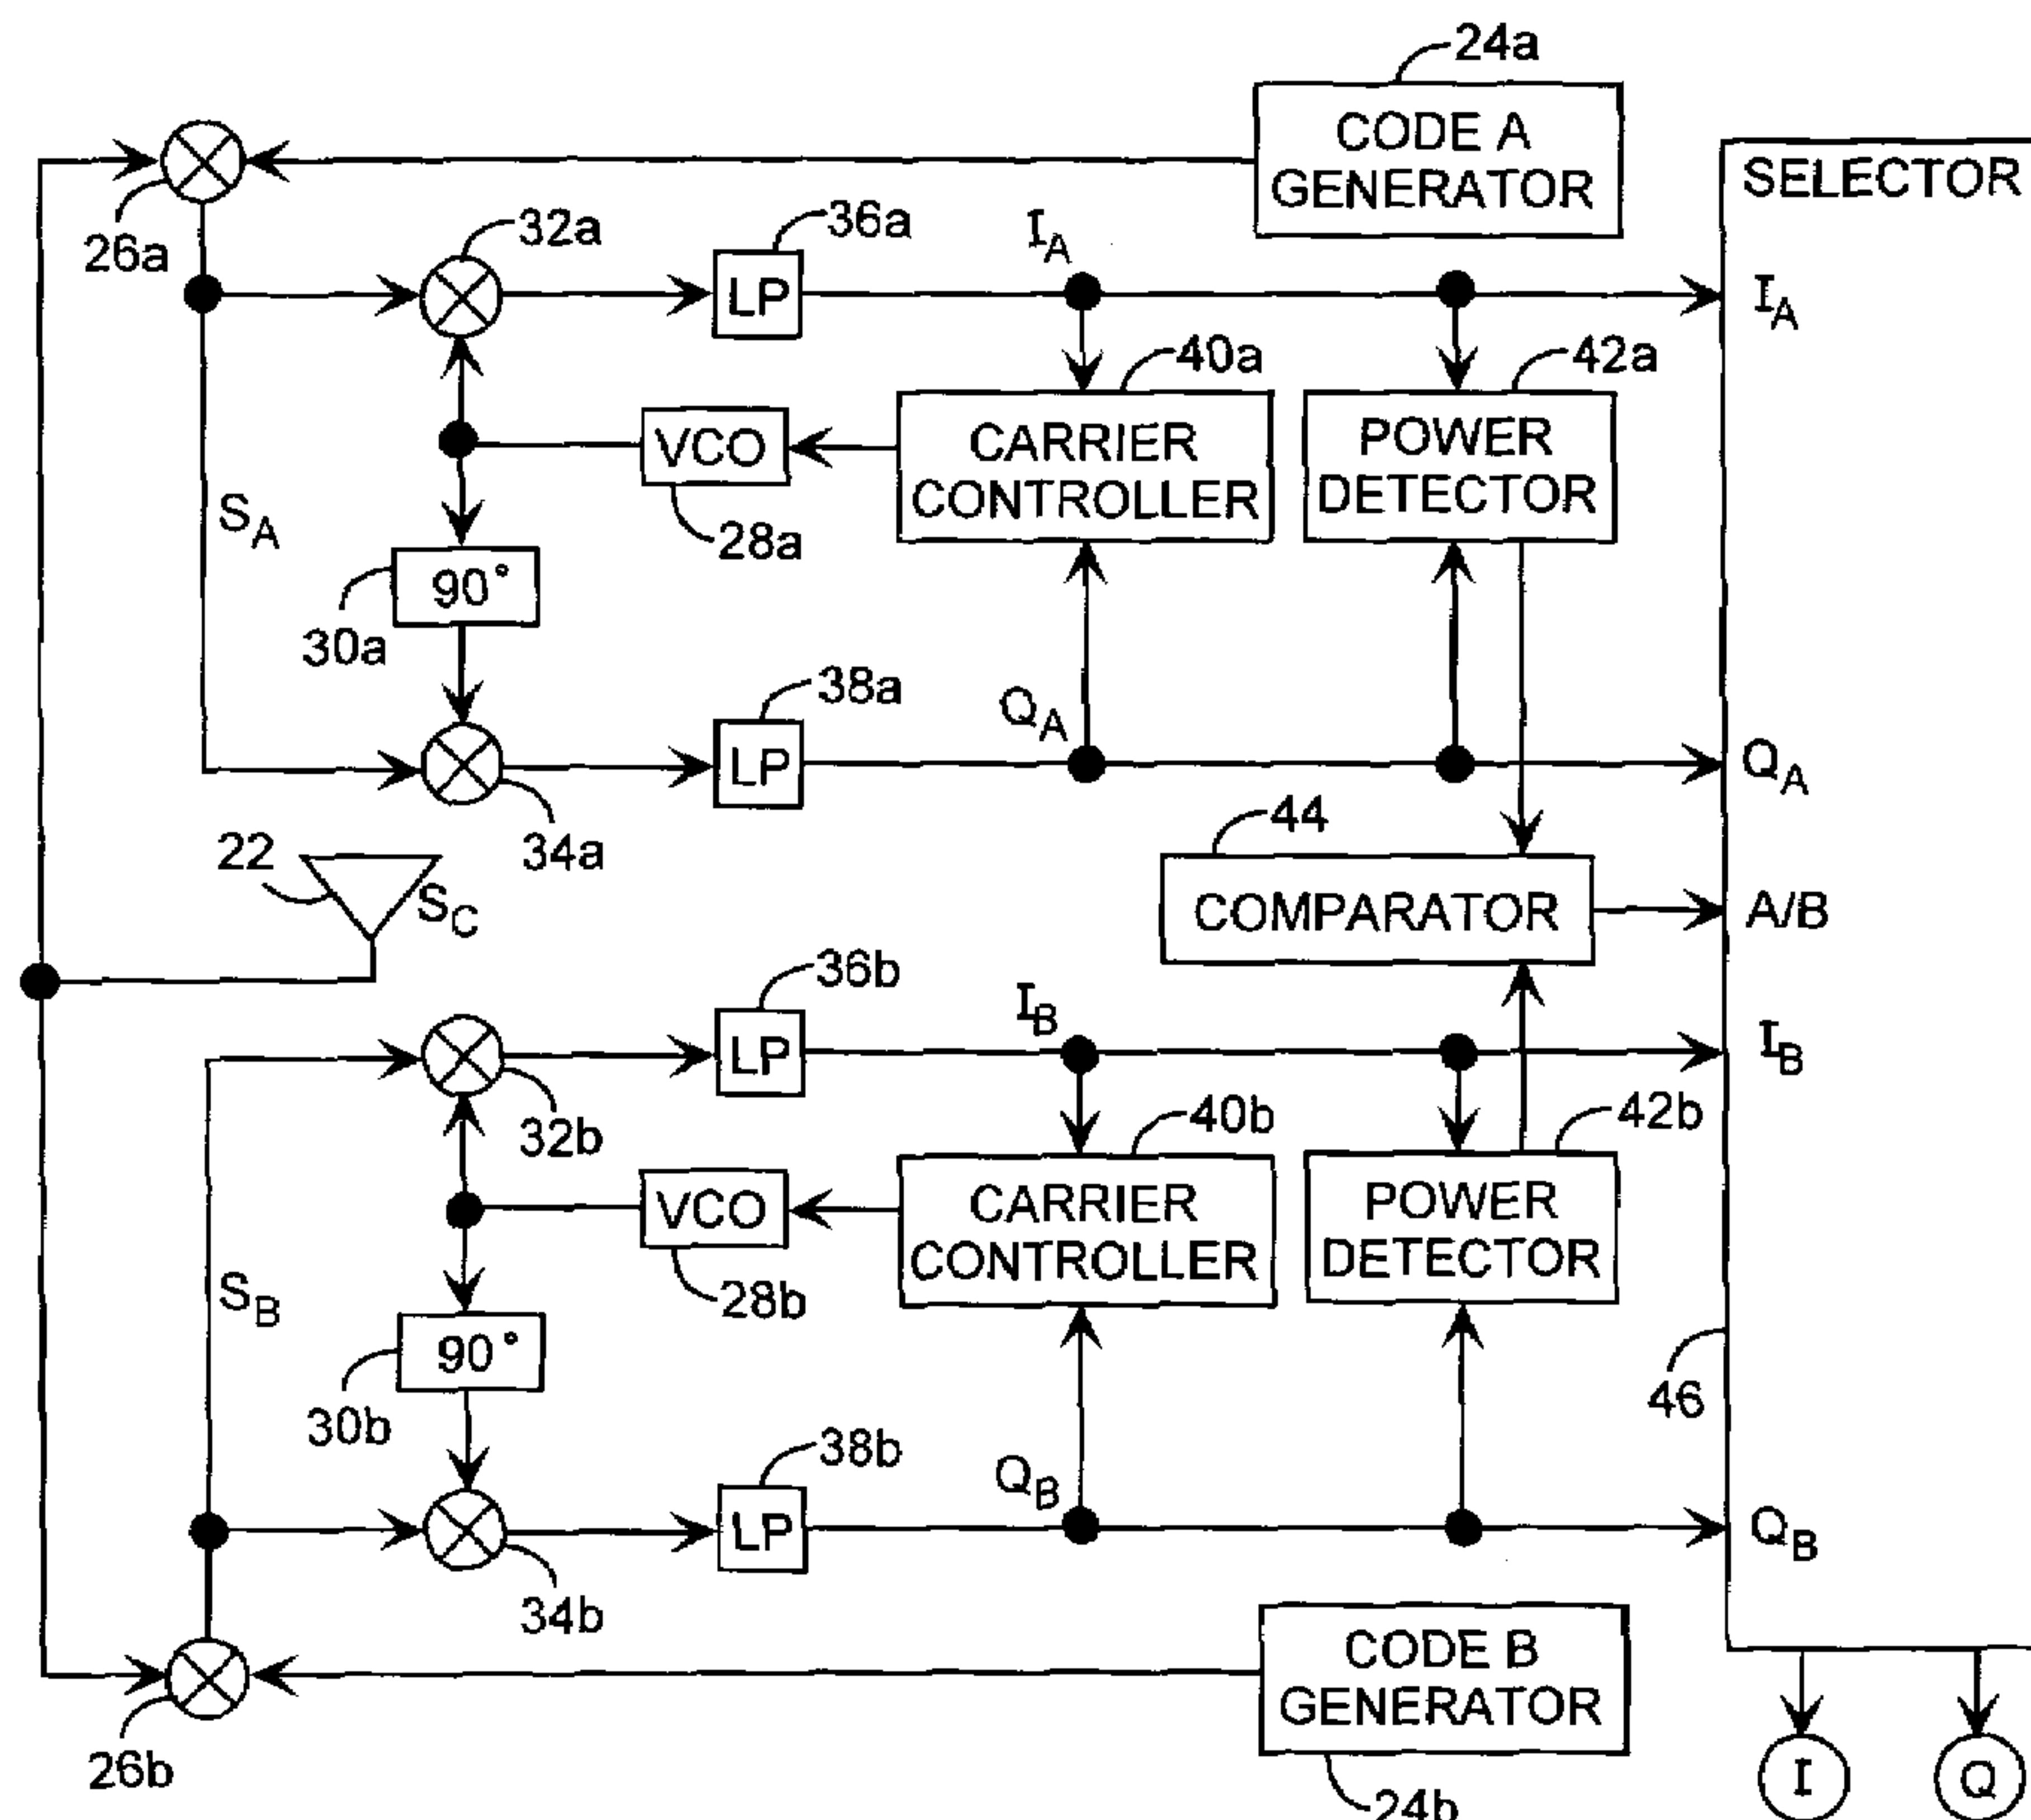 24a
CODE A
GENERATOR
SELECTOR
26a
32a
36a
I_A
I_A
40a
42a
VCO
CARRIER
CONTROLLER
POWER
DETECTOR
LP
S_A
28a
90°
30a
38a
Q_A
LP
Q_A
34a
22
S_C
44
COMPARATOR
A/B
36b
I_B
LP
I_B
32b
40b
42b
VCO
CARRIER
CONTROLLER
POWER
DETECTOR
S_B
28b
90°
30b
46
38b
Q_B
LP
Q_B
34b
CODE B
GENERATOR
26b
24b
I
Q